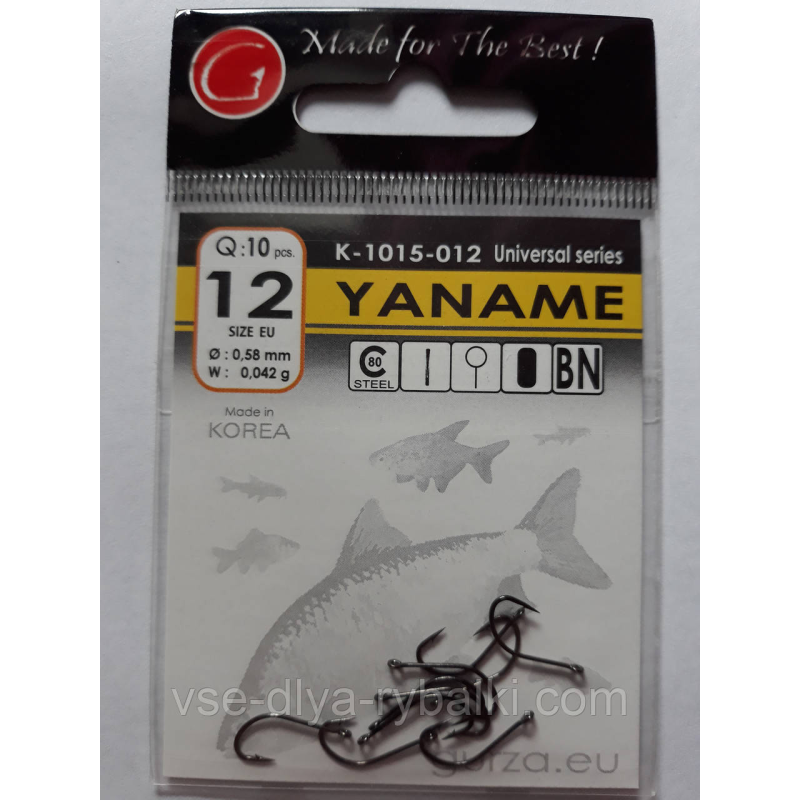 G Made for The Best !
Q:10 pcs.
12
SIZE EU
Ø : 0,58 mm
W : 0,042 g
K-1015-012 Universal series
YANAME
C 80 STEEL BN
Made in
KOREA
vse-dlya-rybalki.com
gurza.eu